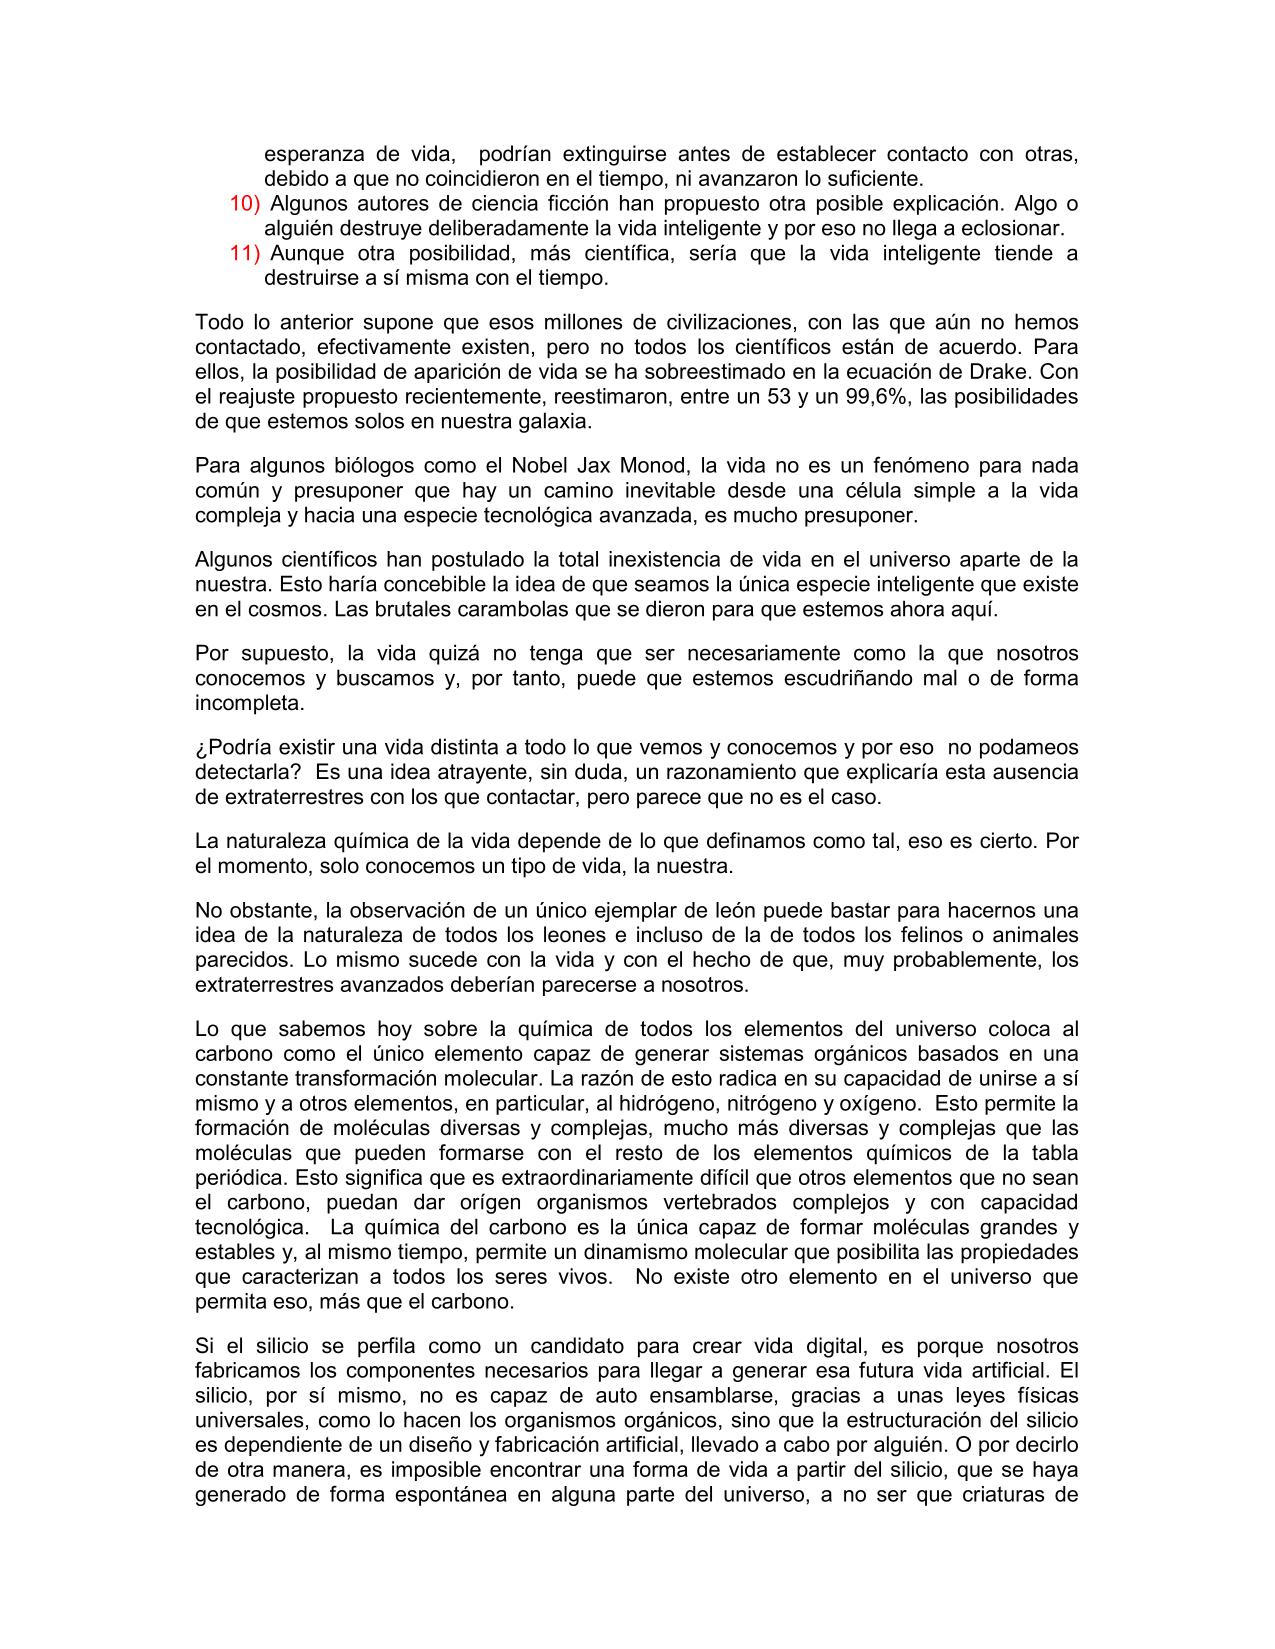 esperanza de vida,  podrían extinguirse antes de establecer contacto con otras,
debido a que no coincidieron en el tiempo, ni avanzaron lo suficiente.
10) Algunos autores de ciencia ficción han propuesto otra posible explicación. Algo o
alguién destruye deliberadamente la vida inteligente y por eso no llega a eclosionar.
11) Aunque otra posibilidad, más científica, sería que la vida inteligente tiende a
destruirse a sí misma con el tiempo.
Todo lo anterior supone que esos millones de civilizaciones, con las que aún no hemos
contactado, efectivamente existen, pero no todos los científicos están de acuerdo. Para
ellos, la posibilidad de aparición de vida se ha sobreestimado en la ecuación de Drake. Con
el reajuste propuesto recientemente, reestimaron, entre un 53 y un 99,6%, las posibilidades
de que estemos solos en nuestra galaxia.
Para algunos biólogos como el Nobel Jax Monod, la vida no es un fenómeno para nada
común y presuponer que hay un camino inevitable desde una célula simple a la vida
compleja y hacia una especie tecnológica avanzada, es mucho presuponer.
Algunos científicos han postulado la total inexistencia de vida en el universo aparte de la
nuestra. Esto haría concebible la idea de que seamos la única especie inteligente que existe
en el cosmos. Las brutales carambolas que se dieron para que estemos ahora aquí.
Por supuesto, la vida quizá no tenga que ser necesariamente como la que nosotros
conocemos y buscamos y, por tanto, puede que estemos escudriñando mal o de forma
incompleta.
¿Podría existir una vida distinta a todo lo que vemos y conocemos y por eso  no podameos
detectarla?  Es una idea atrayente, sin duda, un razonamiento que explicaría esta ausencia
de extraterrestres con los que contactar, pero parece que no es el caso.
La naturaleza química de la vida depende de lo que definamos como tal, eso es cierto. Por
el momento, solo conocemos un tipo de vida, la nuestra.
No obstante, la observación de un único ejemplar de león puede bastar para hacernos una
idea de la naturaleza de todos los leones e incluso de la de todos los felinos o animales
parecidos. Lo mismo sucede con la vida y con el hecho de que, muy probablemente, los
extraterrestres avanzados deberían parecerse a nosotros.
Lo que sabemos hoy sobre la química de todos los elementos del universo coloca al
carbono como el único elemento capaz de generar sistemas orgánicos basados en una
constante transformación molecular. La razón de esto radica en su capacidad de unirse a sí
mismo y a otros elementos, en particular, al hidrógeno, nitrógeno y oxígeno.  Esto permite la
formación de moléculas diversas y complejas, mucho más diversas y complejas que las
moléculas que pueden formarse con el resto de los elementos químicos de la tabla
periódica. Esto significa que es extraordinariamente difícil que otros elementos que no sean
el carbono, puedan dar orígen organismos vertebrados complejos y con capacidad
tecnológica.  La química del carbono es la única capaz de formar moléculas grandes y
estables y, al mismo tiempo, permite un dinamismo molecular que posibilita las propiedades
que caracterizan a todos los seres vivos.  No existe otro elemento en el universo que
permita eso, más que el carbono.
Si el silicio se perfila como un candidato para crear vida digital, es porque nosotros
fabricamos los componentes necesarios para llegar a generar esa futura vida artificial. El
silicio, por sí mismo, no es capaz de auto ensamblarse, gracias a unas leyes físicas
universales, como lo hacen los organismos orgánicos, sino que la estructuración del silicio
es dependiente de un diseño y fabricación artificial, llevado a cabo por alguién. O por decirlo
de otra manera, es imposible encontrar una forma de vida a partir del silicio, que se haya
generado de forma espontánea en alguna parte del universo, a no ser que criaturas de